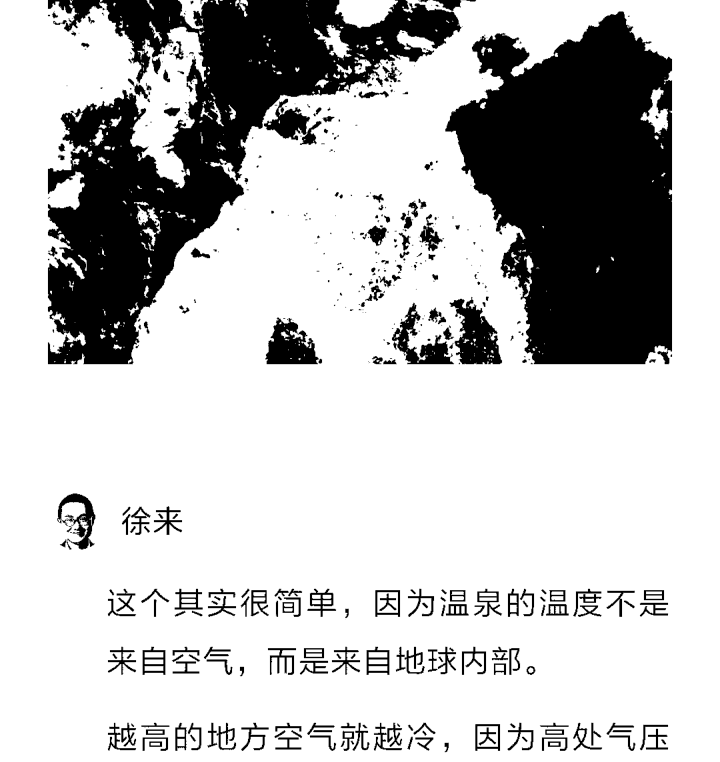 徐来
这个其实很简单，因为温泉的温度不是
来自空气，而是来自地球内部。
越高的地方空气就越冷，因为高处气压